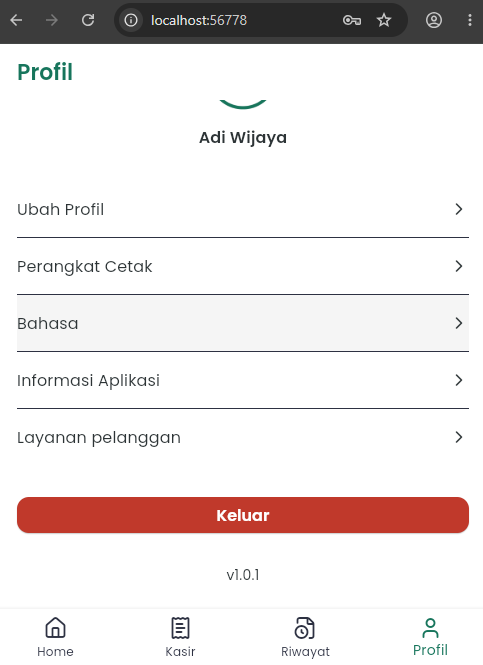 localhost:56778
Profil
Adi Wijaya
Ubah Profil
Perangkat Cetak
Bahasa
Informasi Aplikasi
Layanan pelanggan
Keluar
v1.0.1
Home
Kasir
Riwayat
Profil